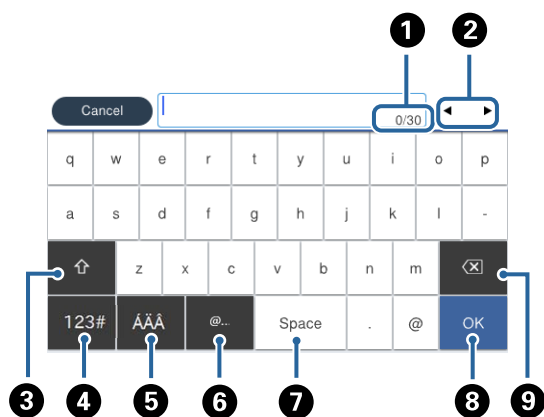 1 2
Cancel
0/30
q w e r t y u i o p
a s d f g h j k l -
z x c v b n m
123# ÁÄÂ @... Space . @ OK
3 4 5 6 7 8 9